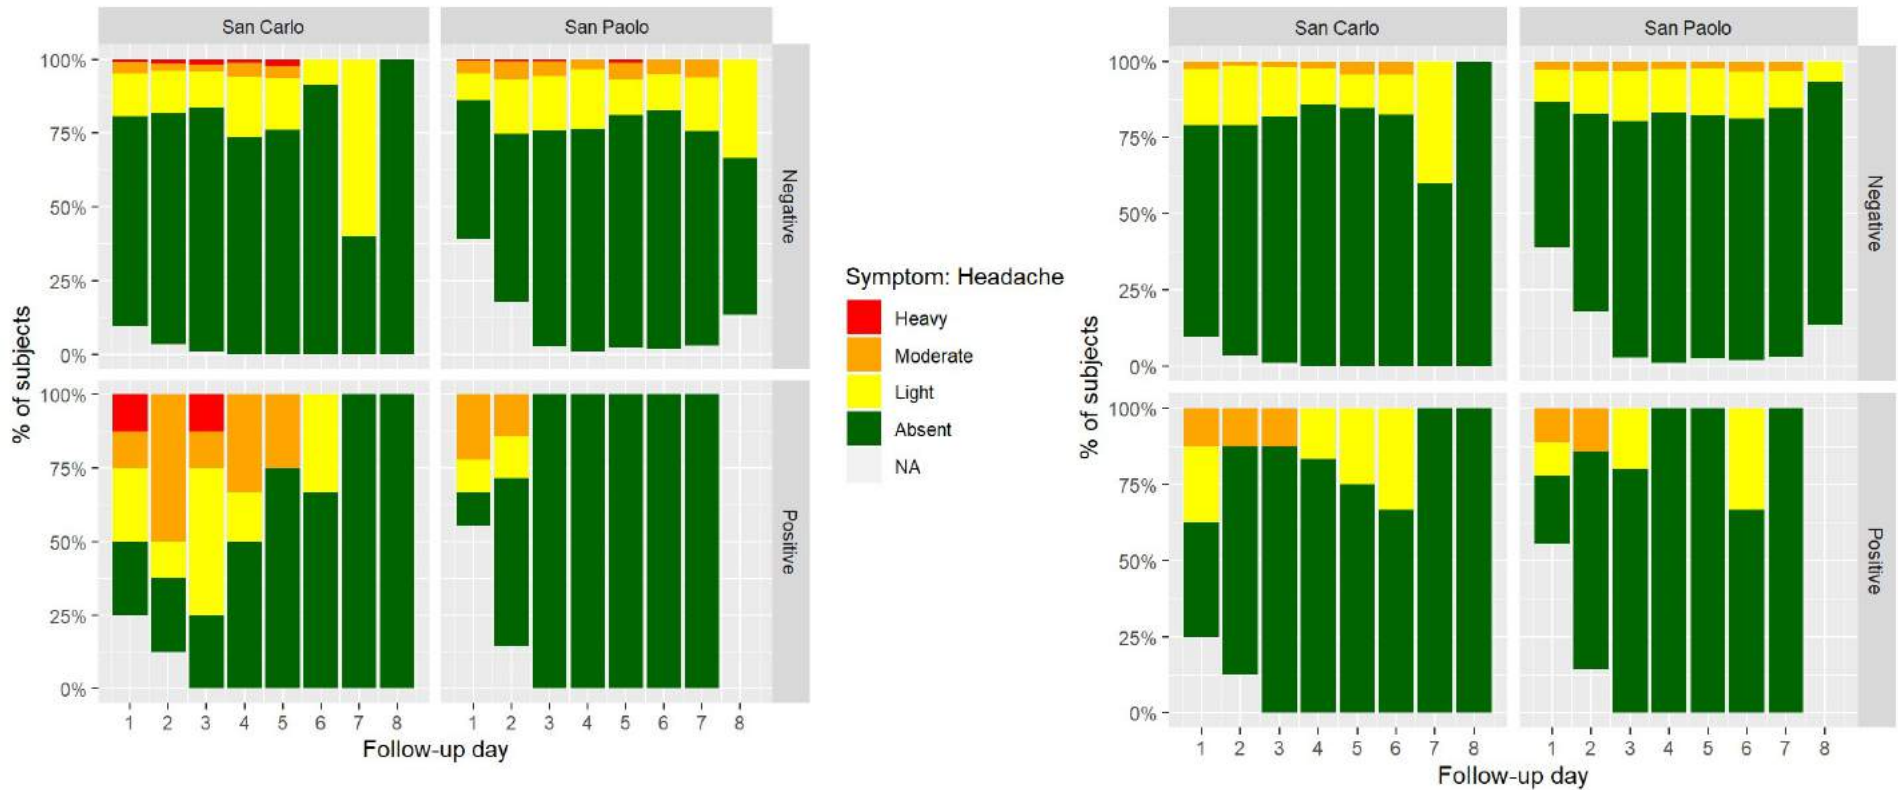 San Carlo
San Paolo
100%
75%
50%
25%
0%
Negative
100%
75%
50%
25%
0%
Positive
% of subjects
1 2 3 4 5 6 7 8
1 2 3 4 5 6 7 8
Follow-up day
Symptom: Headache
Heavy
Moderate
Light
Absent
NA
San Carlo
San Paolo
100%
75%
50%
25%
0%
Negative
100%
75%
50%
25%
0%
Positive
% of subjects
1 2 3 4 5 6 7 8
1 2 3 4 5 6 7 8
Follow-up day